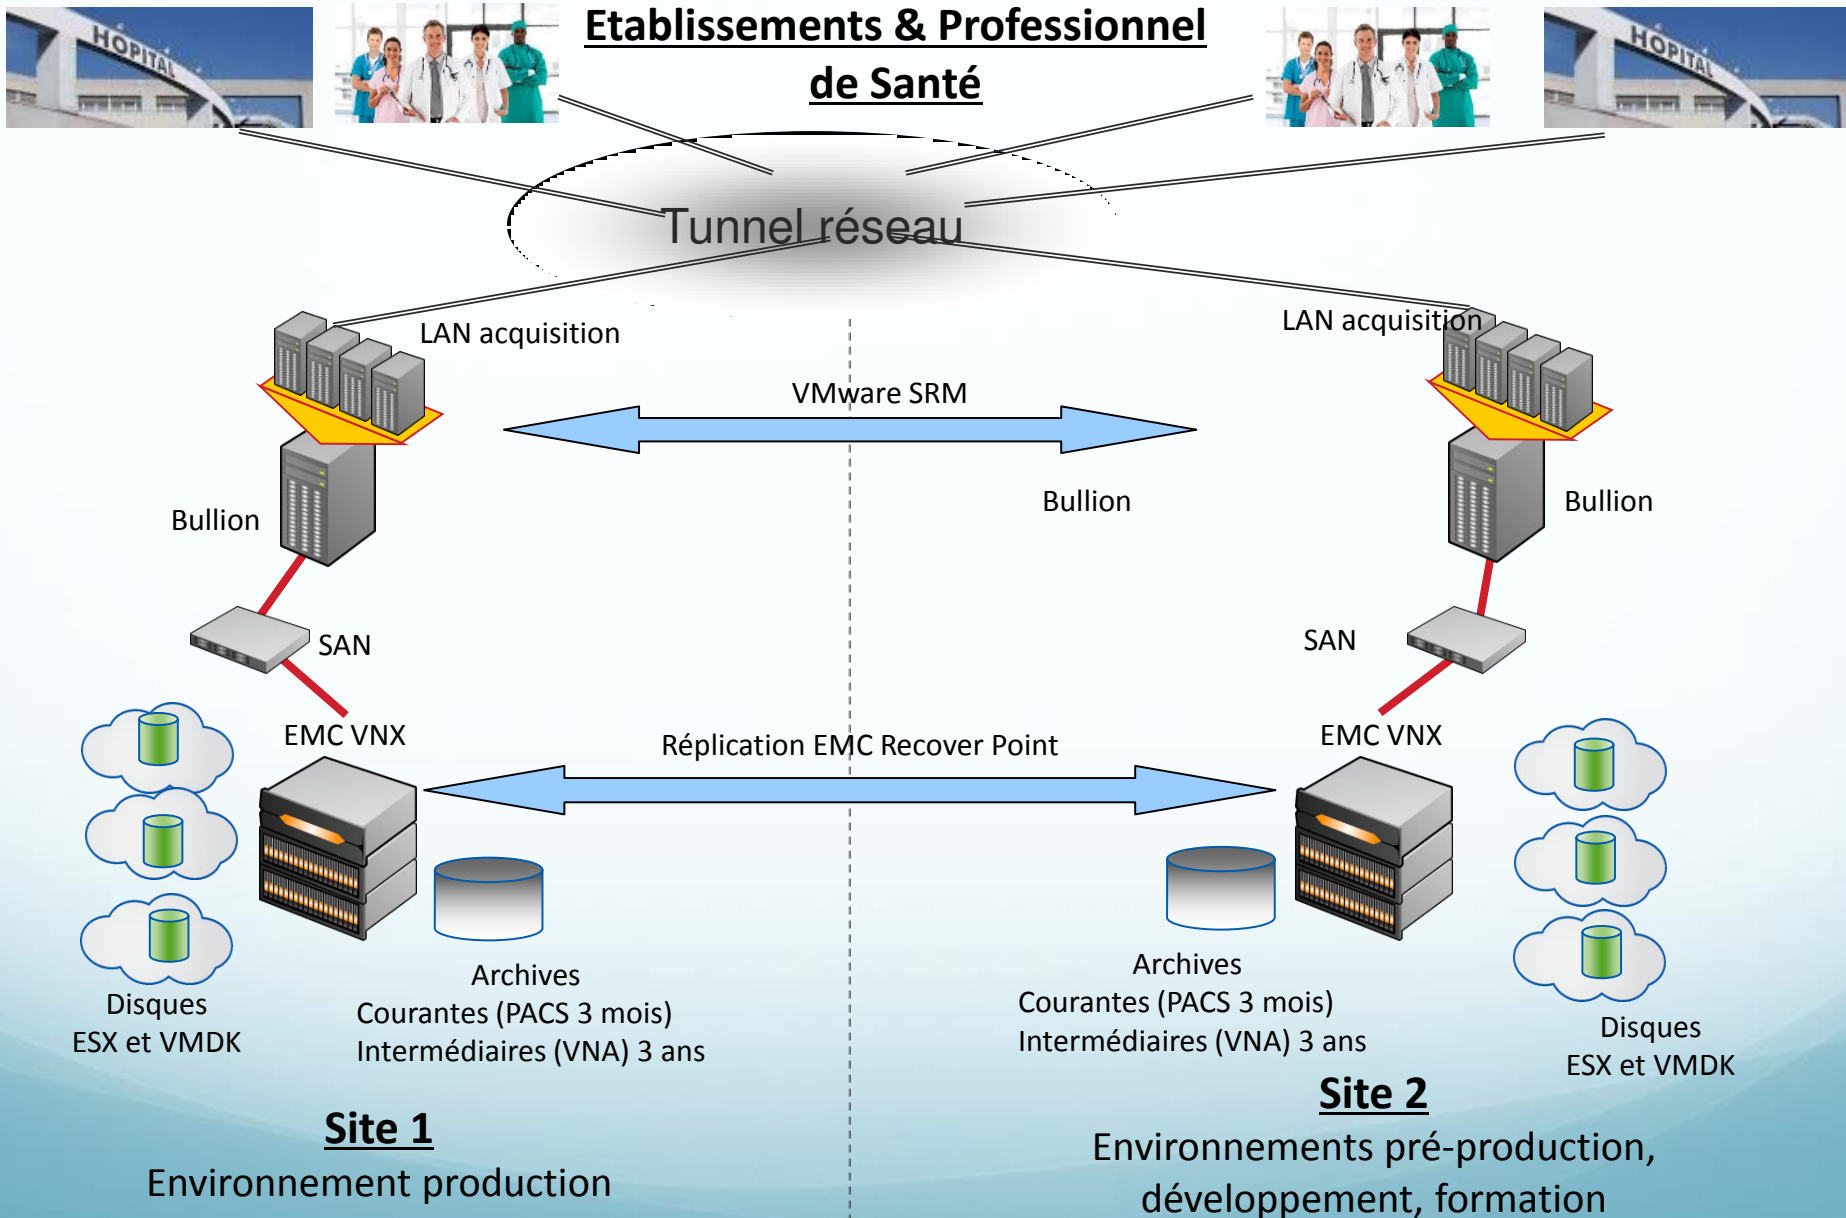 Etablissements & Professionnel
de Santé
HOPITAL
HOPITAL
Tunnel réseau
LAN acquisition
LAN acquisition
VMware SRM
Bullion
Bullion
Bullion
SAN
SAN
EMC VNX
Réplication EMC Recover Point
EMC VNX
Disques
ESX et VMDK
Archives
Courantes (PACS 3 mois)
Intermédiaires (VNA) 3 ans
Archives
Courantes (PACS 3 mois)
Intermédiaires (VNA) 3 ans
Disques
ESX et VMDK
Site 1
Environnement production
Site 2
Environnements pré-production,
développement, formation